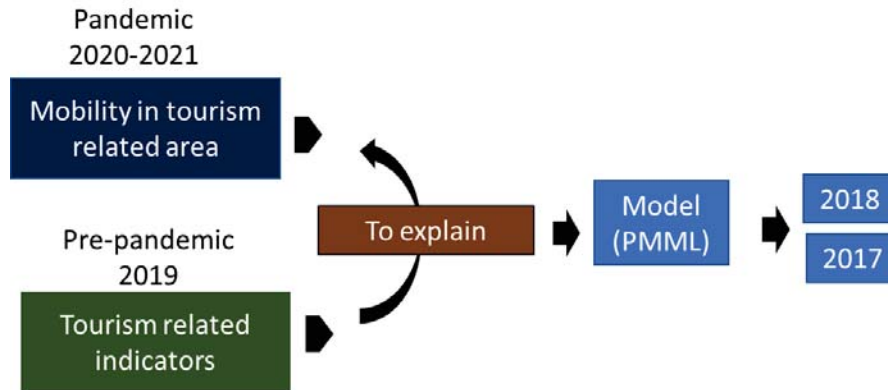 Pandemic
2020-2021
Mobility in tourism
related area
Pre-pandemic
2019
Tourism related
indicators
To explain
Model
(PMML)
2018
2017